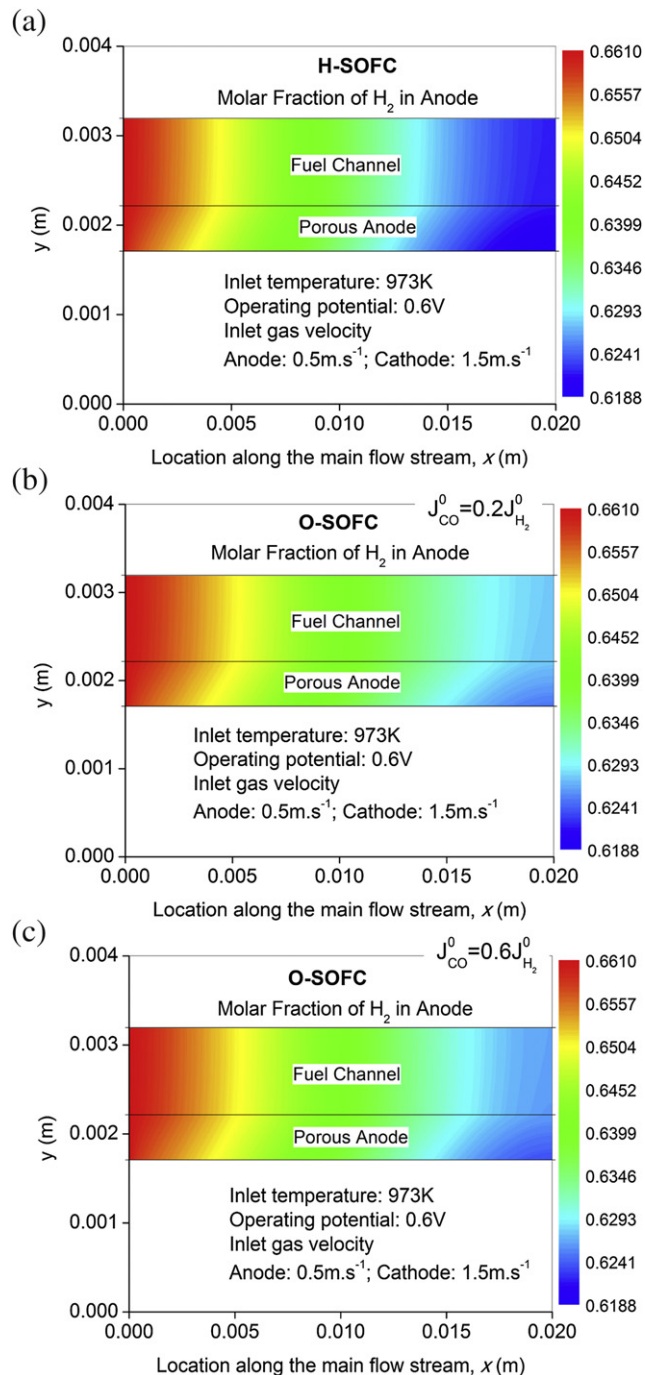 (a)
H-SOFC
Molar Fraction of H₂ in Anode
Fuel Channel
Porous Anode
Inlet temperature: 973K
Operating potential: 0.6V
Inlet gas velocity
Anode: 0.5m.s⁻¹; Cathode: 1.5m.s⁻¹
y (m)
0.004
0.003
0.002
0.001
0.000
0.000 0.005 0.010 0.015 0.020
Location along the main flow stream, x (m)
0.6610
0.6557
0.6504
0.6452
0.6399
0.6346
0.6293
0.6241
0.6188
(b)
J⁰CO=0.2J⁰H₂
O-SOFC
Molar Fraction of H₂ in Anode
Fuel Channel
Porous Anode
Inlet temperature: 973K
Operating potential: 0.6V
Inlet gas velocity
Anode: 0.5m.s⁻¹; Cathode: 1.5m.s⁻¹
y (m)
0.004
0.003
0.002
0.001
0.000
0.000 0.005 0.010 0.015 0.020
Location along the main flow stream, x (m)
0.6610
0.6557
0.6504
0.6452
0.6399
0.6346
0.6293
0.6241
0.6188
(c)
J⁰CO=0.6J⁰H₂
O-SOFC
Molar Fraction of H₂ in Anode
Fuel Channel
Porous Anode
Inlet temperature: 973K
Operating potential: 0.6V
Inlet gas velocity
Anode: 0.5m.s⁻¹; Cathode: 1.5m.s⁻¹
y (m)
0.004
0.003
0.002
0.001
0.000
0.000 0.005 0.010 0.015 0.020
Location along the main flow stream, x (m)
0.6610
0.6557
0.6504
0.6452
0.6399
0.6346
0.6293
0.6241
0.6188